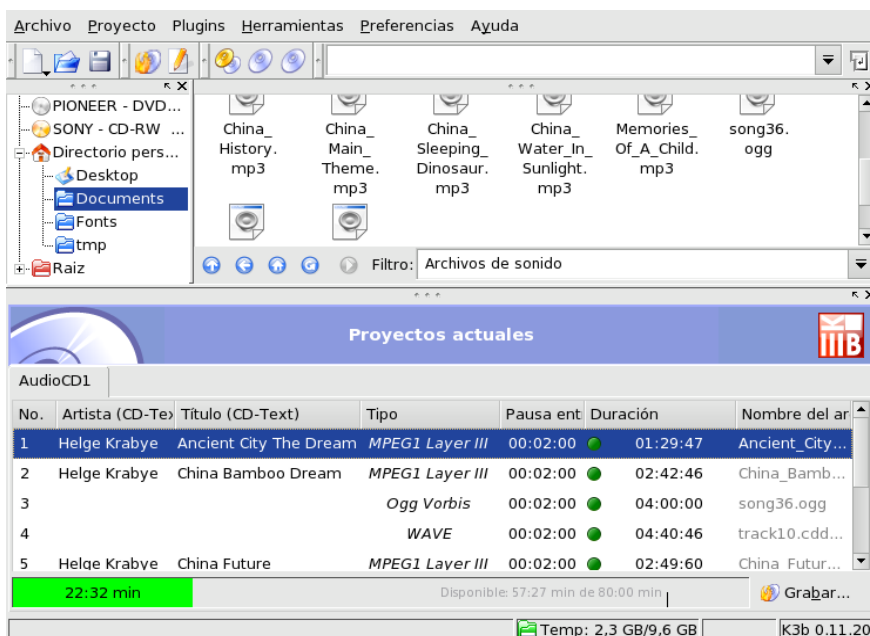 Archivo Proyecto Plugins Herramientas Preferencias Ayuda
PIONEER - DVD...
SONY - CD-RW ...
Directorio pers...
Desktop
Documents
Fonts
tmp
Raiz
China_
History.
mp3
China_
Main_
Theme.
mp3
China_
Sleeping_
Dinosaur.
mp3
China_
Water_In_
Sunlight.
mp3
Memories_
Of_A_Child.
mp3
song36.
ogg
Filtro: Archivos de sonido
Proyectos actuales
K3B
AudioCD1
No. Artista (CD-Tex Título (CD-Text) Tipo Pausa ent Duración Nombre del ar
1 Helge Krabye Ancient City The Dream MPEG1 Layer III 00:02:00 01:29:47 Ancient_City...
2 Helge Krabye China Bamboo Dream MPEG1 Layer III 00:02:00 02:42:46 China_Bamb...
3 Ogg Vorbis 00:02:00 04:00:00 song36.ogg
4 WAVE 00:02:00 04:40:46 track10.cdd...
5 Helge Krabye China Future MPEG1 Layer III 00:02:00 02:49:60 China_Futur...
22:32 min Disponible: 57:27 min de 80:00 min Grabar...
Temp: 2,3 GB/9,6 GB K3b 0.11.20